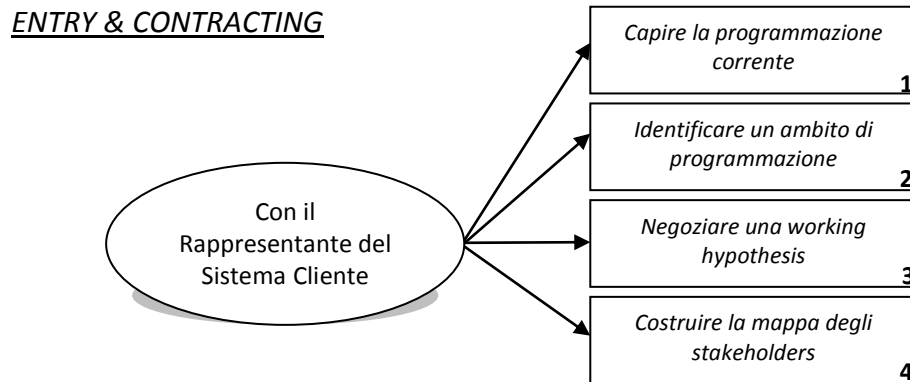 ENTRY & CONTRACTING
Capire la programmazione
corrente
1
Identificare un ambito di
programmazione
2
Con il
Rappresentante del
Sistema Cliente
Negoziare una working
hypothesis
3
Costruire la mappa degli
stakeholders
4